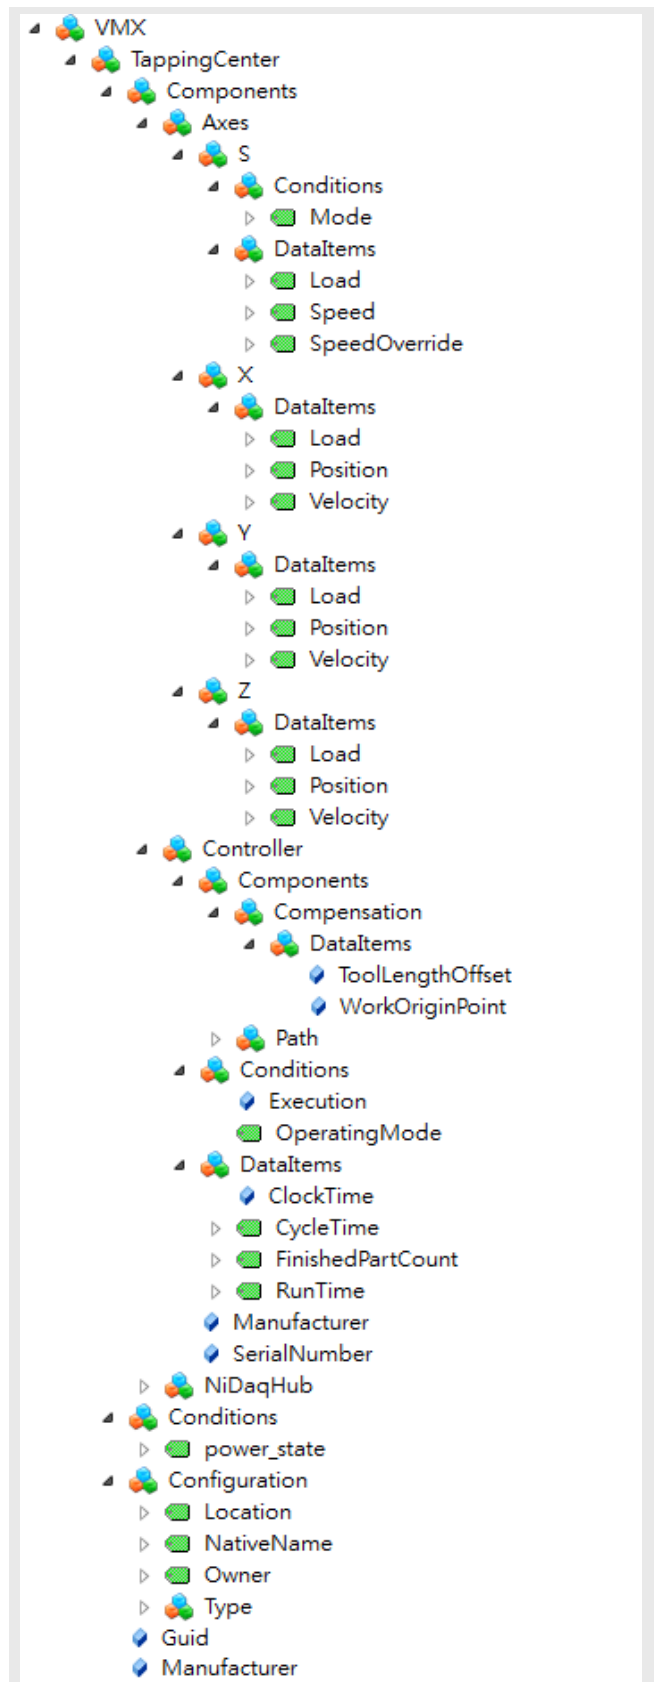 VMX
TappingCenter
Components
Axes
S
Conditions
Mode
DataItems
Load
Speed
SpeedOverride
X
DataItems
Load
Position
Velocity
Y
DataItems
Load
Position
Velocity
Z
DataItems
Load
Position
Velocity
Controller
Components
Compensation
DataItems
ToolLengthOffset
WorkOriginPoint
Path
Conditions
Execution
OperatingMode
DataItems
ClockTime
CycleTime
FinishedPartCount
RunTime
Manufacturer
SerialNumber
NiDaqHub
Conditions
power_state
Configuration
Location
NativeName
Owner
Type
Guid
Manufacturer